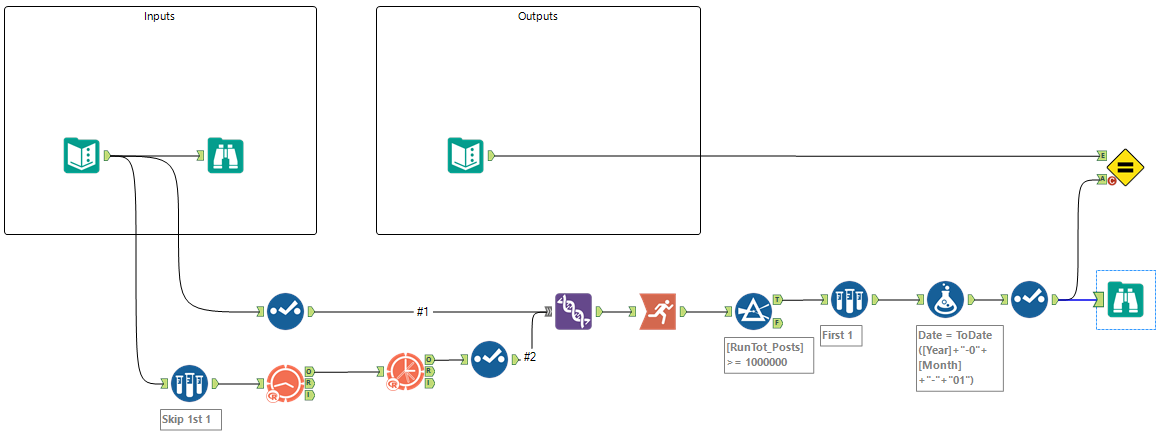 Inputs
Outputs
E
A
C
#1
#2
T
F
First 1
[RunTot_Posts]
>= 1000000
Date = ToDate
([Year]+"-0"+
[Month]
+"-"+"01")
O
R
I
R
O
R
I
R
Skip 1st 1